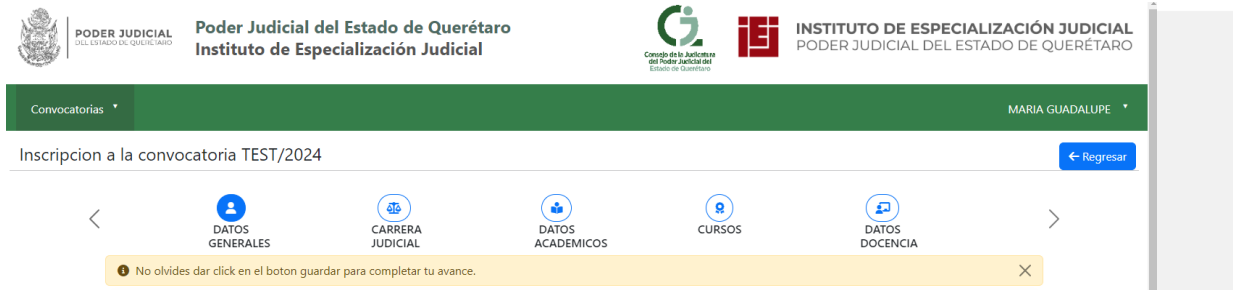 PODER JUDICIAL
DEL ESTADO DE QUERÉTARO
Poder Judicial del Estado de Querétaro
Instituto de Especialización Judicial
Consejo de la Judicatura
del Poder Judicial del
Estado de Querétaro
iEj
INSTITUTO DE ESPECIALIZACIÓN JUDICIAL
PODER JUDICIAL DEL ESTADO DE QUERÉTARO
Convocatorias
MARIA GUADALUPE
Inscripcion a la convocatoria TEST/2024
Regresar
DATOS
GENERALES
CARRERA
JUDICIAL
DATOS
ACADEMICOS
CURSOS
DATOS
DOCENCIA
No olvides dar click en el boton guardar para completar tu avance.